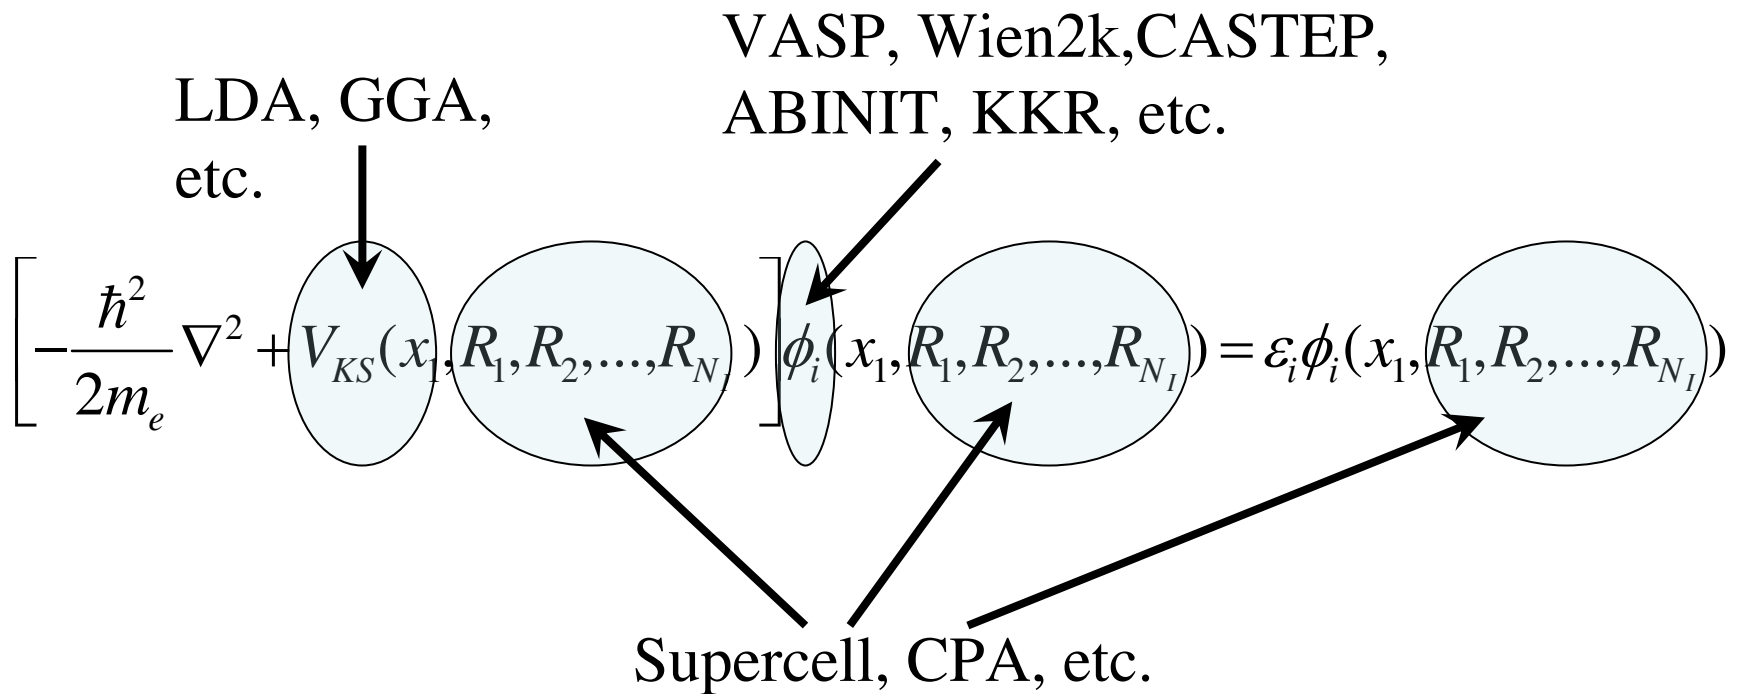 VASP, Wien2k,CASTEP,
ABINIT, KKR, etc.
LDA, GGA,
etc.
[-ℏ²/2mₑ ∇² + V_KS(x₁,R₁,R₂,...,R_{N_I})]ϕᵢ(x₁,R₁,R₂,...,R_{N_I}) = εᵢϕᵢ(x₁,R₁,R₂,...,R_{N_I})
Supercell, CPA, etc.